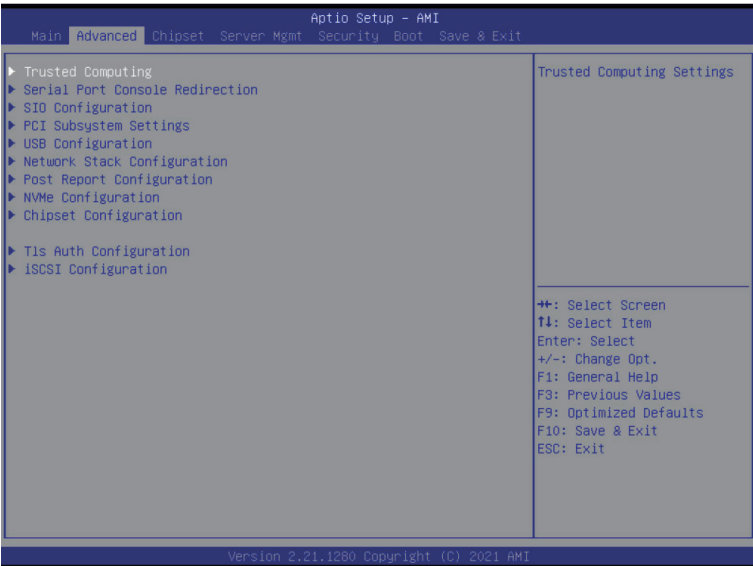 Aptio Setup - AMI
Main Advanced Chipset Server Mgmt Security Boot Save & Exit
Trusted Computing
Serial Port Console Redirection
SIO Configuration
PCI Subsystem Settings
USB Configuration
Network Stack Configuration
Post Report Configuration
NVMe Configuration
Chipset Configuration
Tls Auth Configuration
iSCSI Configuration
Trusted Computing Settings
→←: Select Screen
↑↓: Select Item
Enter: Select
+/-: Change Opt.
F1: General Help
F3: Previous Values
F9: Optimized Defaults
F10: Save & Exit
ESC: Exit
Version 2.21.1280 Copyright (C) 2021 AMI